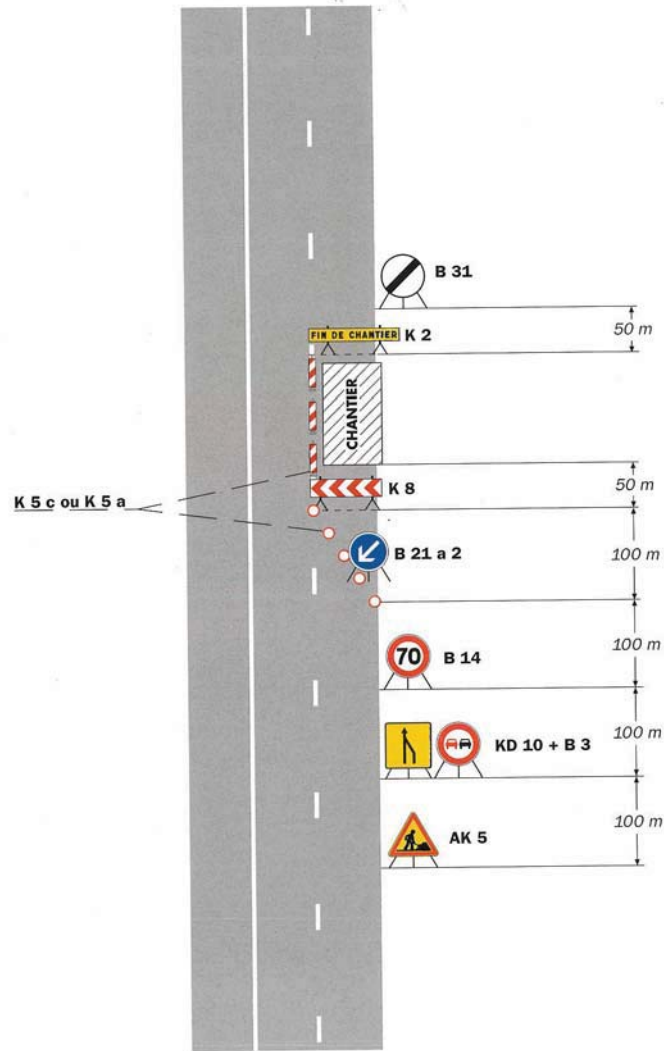 B 31
FIN DE CHANTIER K 2
50 m
CHANTIER
50 m
K 8
K 5 c ou K 5 a
100 m
B 21 a 2
100 m
70 B 14
100 m
KD 10 + B 3
100 m
AK 5